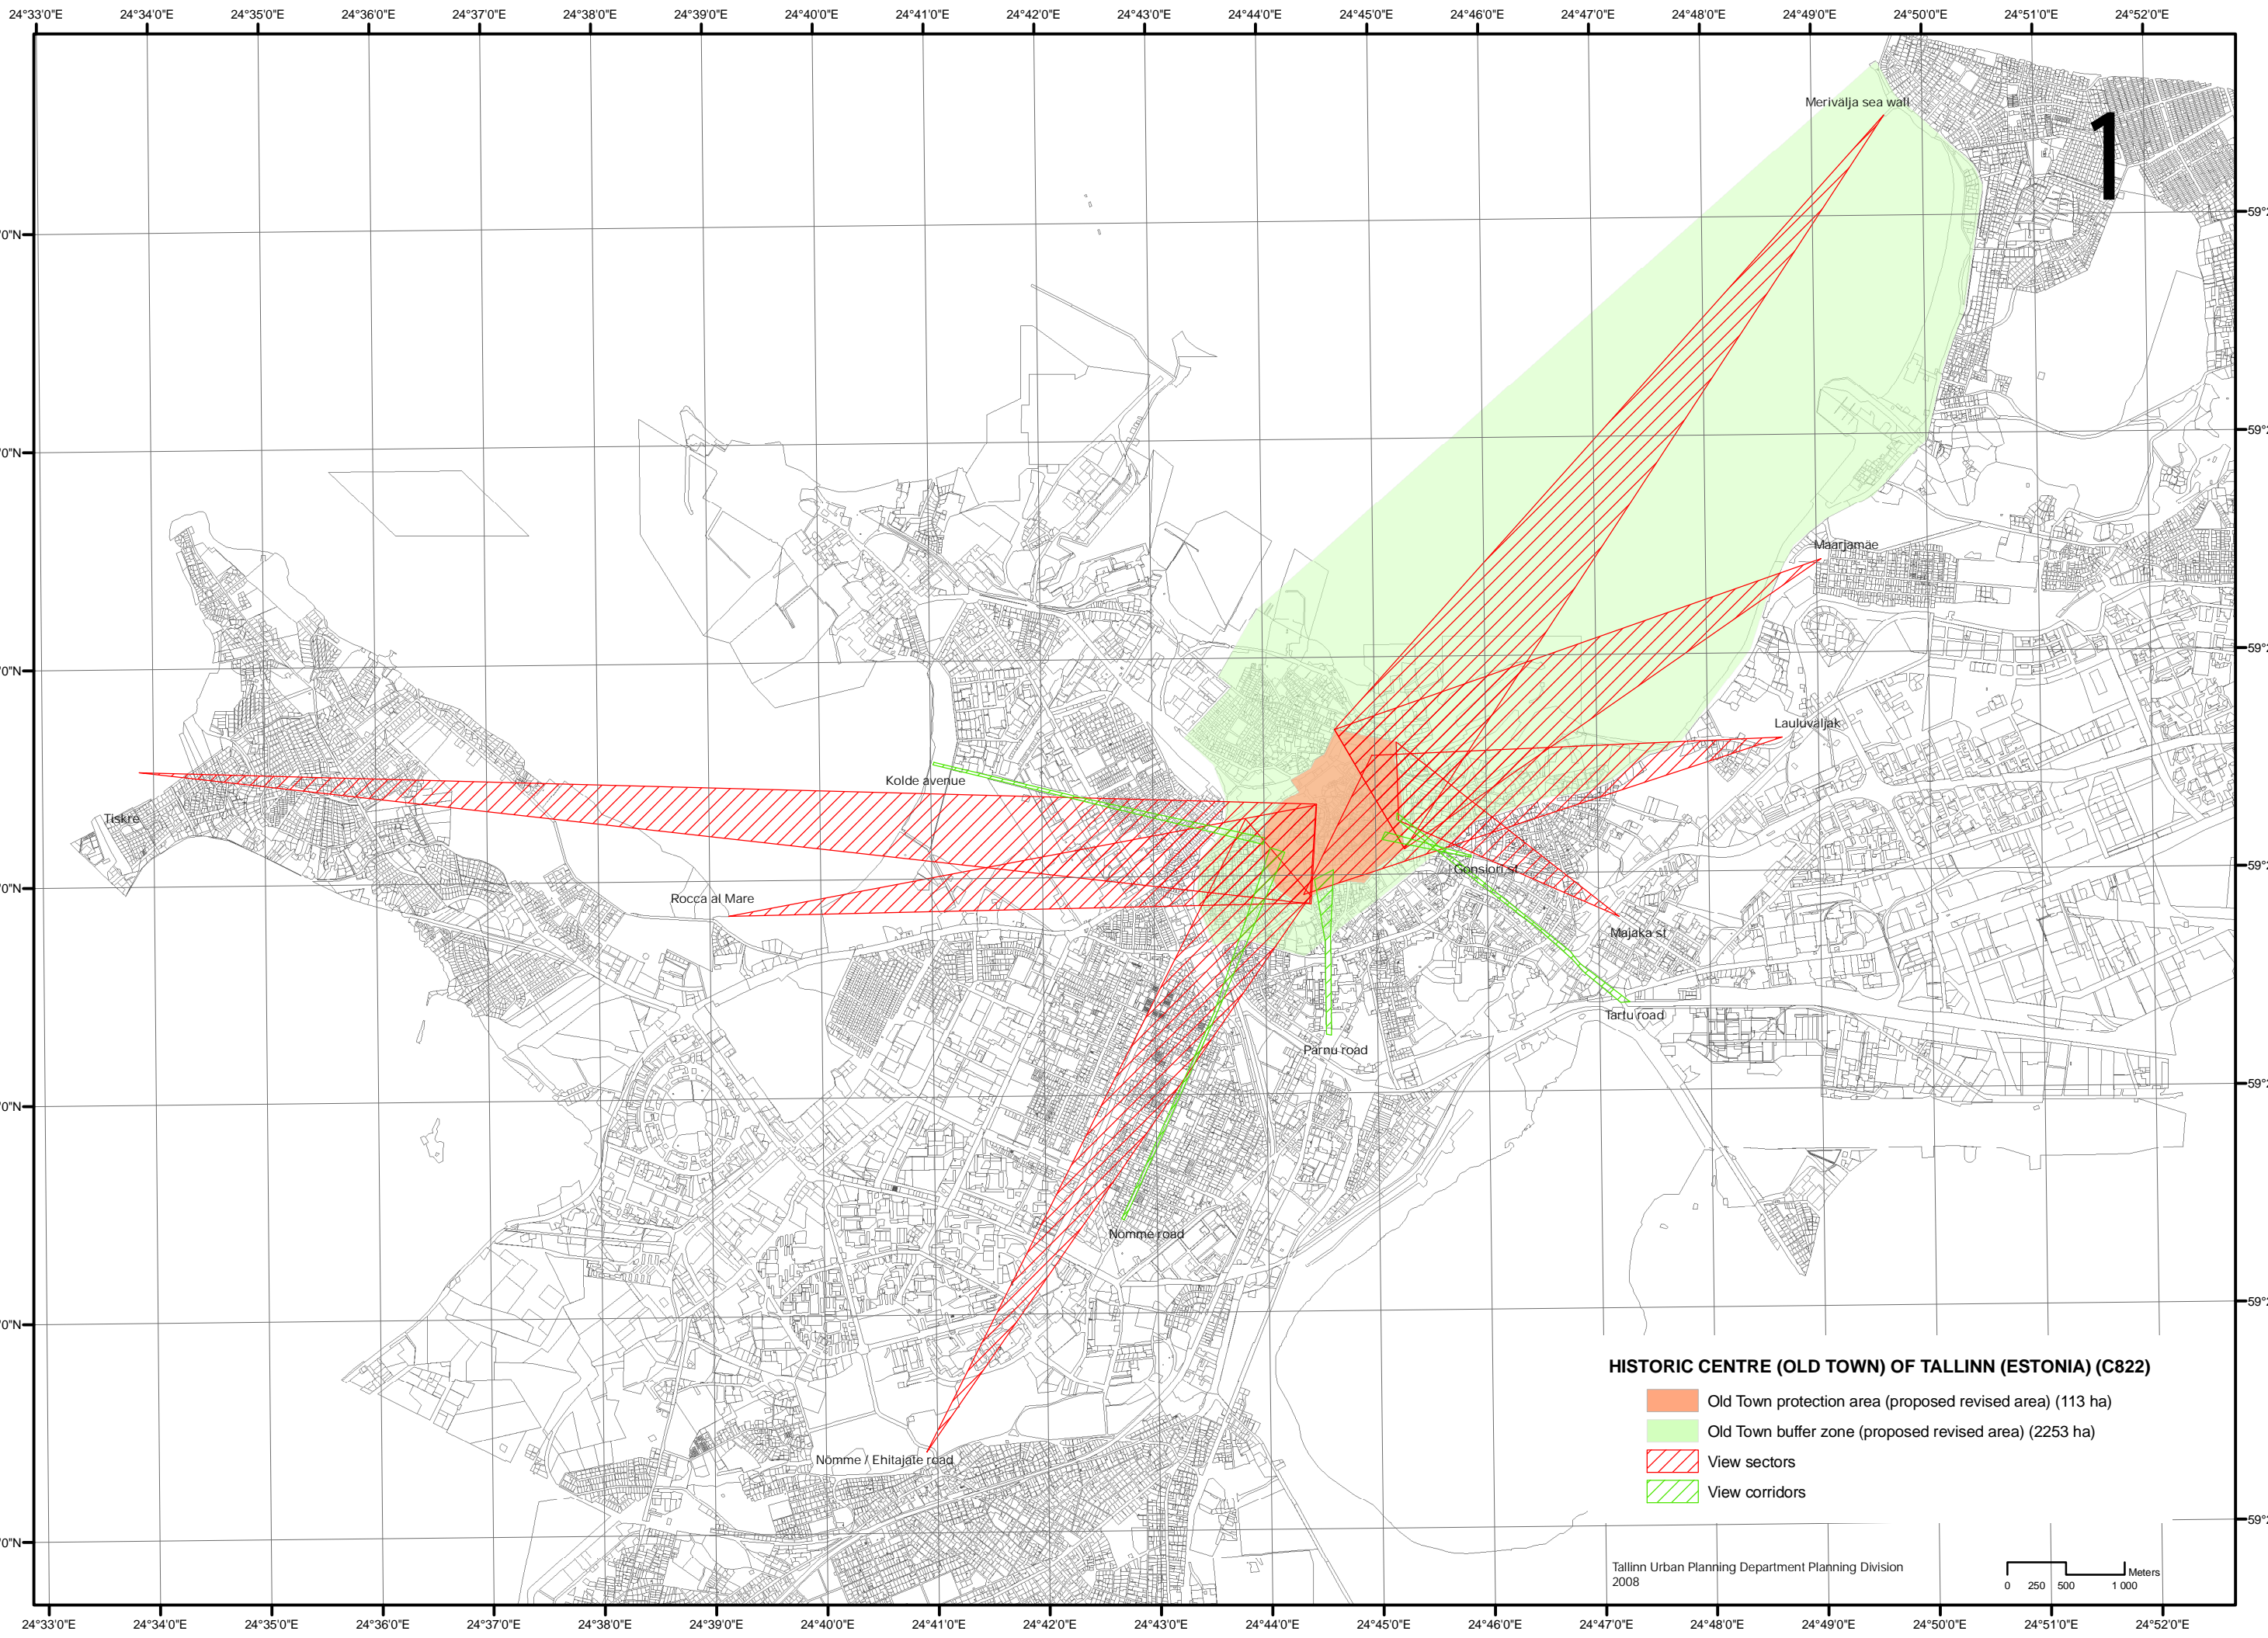 24°33'0"E 24°34'0"E 24°35'0"E 24°36'0"E 24°37'0"E 24°38'0"E 24°39'0"E 24°40'0"E 24°41'0"E 24°42'0"E 24°43'0"E 24°44'0"E 24°45'0"E 24°46'0"E 24°47'0"E 24°48'0"E 24°49'0"E 24°50'0"E 24°51'0"E 24°52'0"E
Merivälja sea wall
1
Maarjamäe
Lauluväljak
Kolde avenue
Tiskre
Gonsiori st
Rocca al Mare
Majaka st
Tartu road
Pärnu road
Nõmme road
HISTORIC CENTRE (OLD TOWN) OF TALLINN (ESTONIA) (C822)
Old Town protection area (proposed revised area) (113 ha)
Old Town buffer zone (proposed revised area) (2253 ha)
Nõmme / Ehitajate road
View sectors
View corridors
Tallinn Urban Planning Department Planning Division
2008
Meters
0 250 500 1 000
24°33'0"E 24°34'0"E 24°35'0"E 24°36'0"E 24°37'0"E 24°38'0"E 24°39'0"E 24°40'0"E 24°41'0"E 24°42'0"E 24°43'0"E 24°44'0"E 24°45'0"E 24°46'0"E 24°47'0"E 24°48'0"E 24°49'0"E 24°50'0"E 24°51'0"E 24°52'0"E